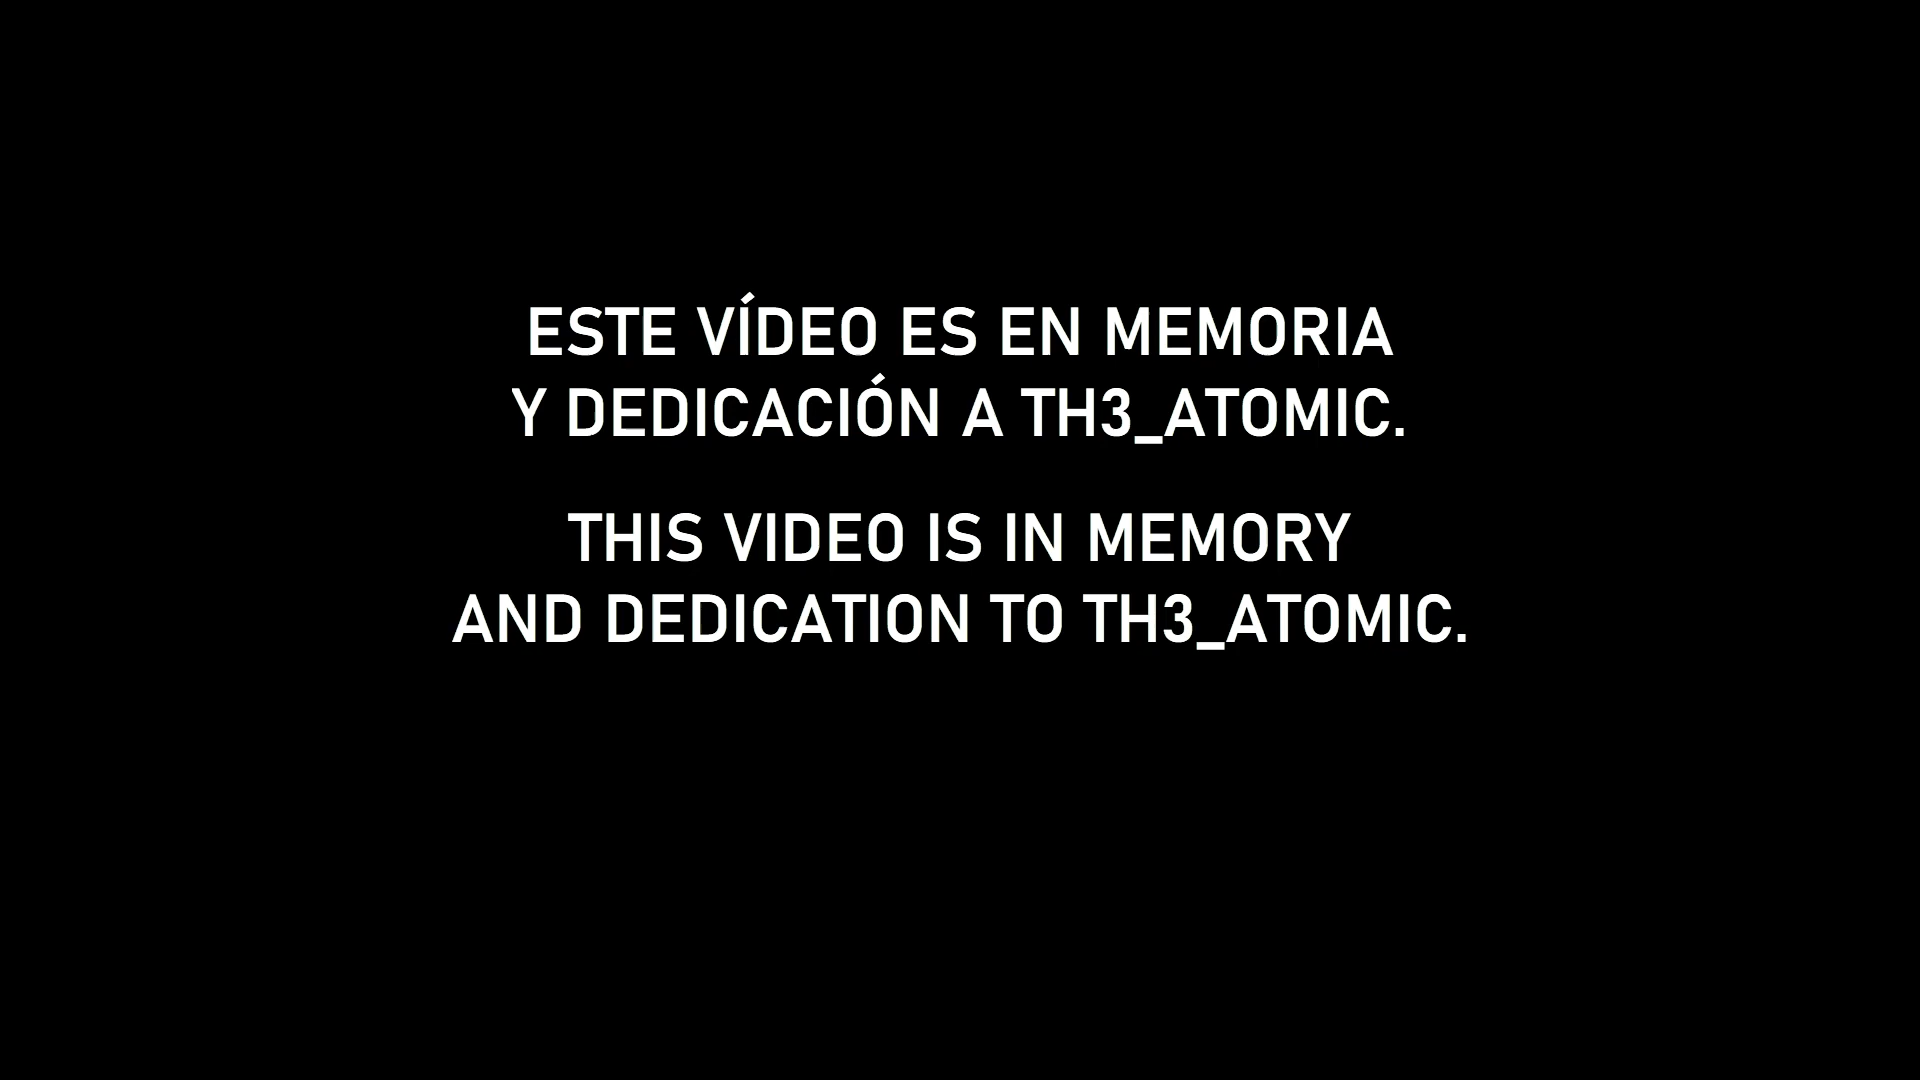 ESTE VÍDEO ES EN MEMORIA
Y DEDICACIÓN A TH3_ATOMIC.
THIS VIDEO IS IN MEMORY
AND DEDICATION TO TH3_ATOMIC.